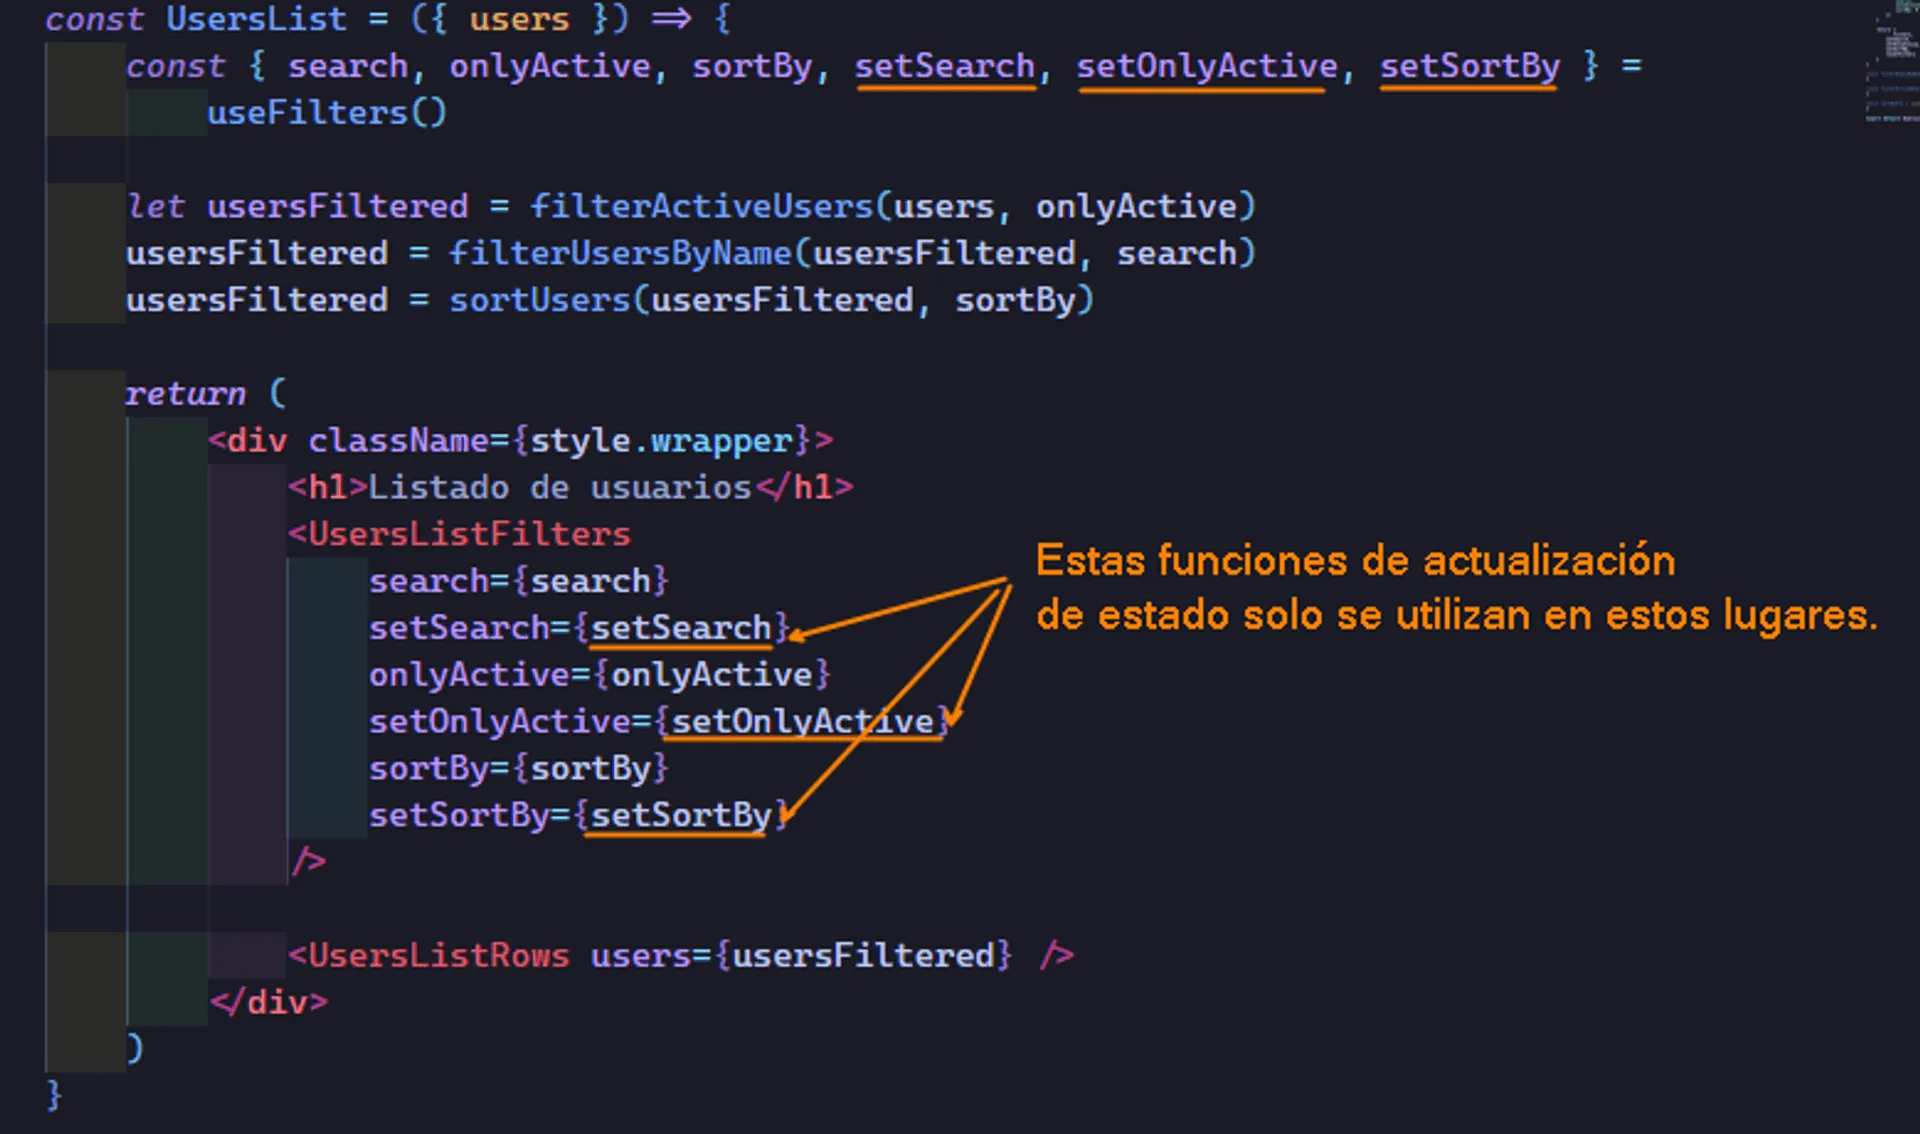 const UsersList = ({ users }) => {
const { search, onlyActive, sortBy, setSearch, setOnlyActive, setSortBy } =
useFilters()
let usersFiltered = filterActiveUsers(users, onlyActive)
usersFiltered = filterUsersByName(usersFiltered, search)
usersFiltered = sortUsers(usersFiltered, sortBy)
return (
<div className={style.wrapper}>
<h1>Listado de usuarios</h1>
<UsersListFilters
search={search}
setSearch={setSearch}
onlyActive={onlyActive}
setOnlyActive={setOnlyActive}
sortBy={sortBy}
setSortBy={setSortBy}
/>
Estas funciones de actualización
de estado solo se utilizan en estos lugares.
<UsersListRows users={usersFiltered} />
</div>
)
}